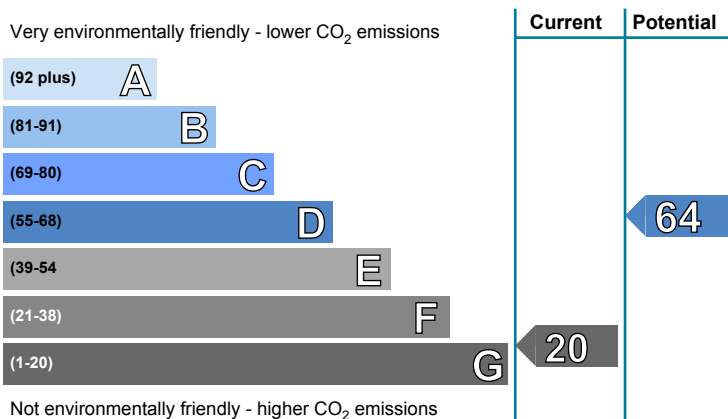 Current Potential
Very environmentally friendly - lower CO2 emissions
(92 plus) A
(81-91) B
(69-80) C
(55-68) D
64
(39-54 E
(21-38) F
20
(1-20) G
Not environmentally friendly - higher CO2 emissions